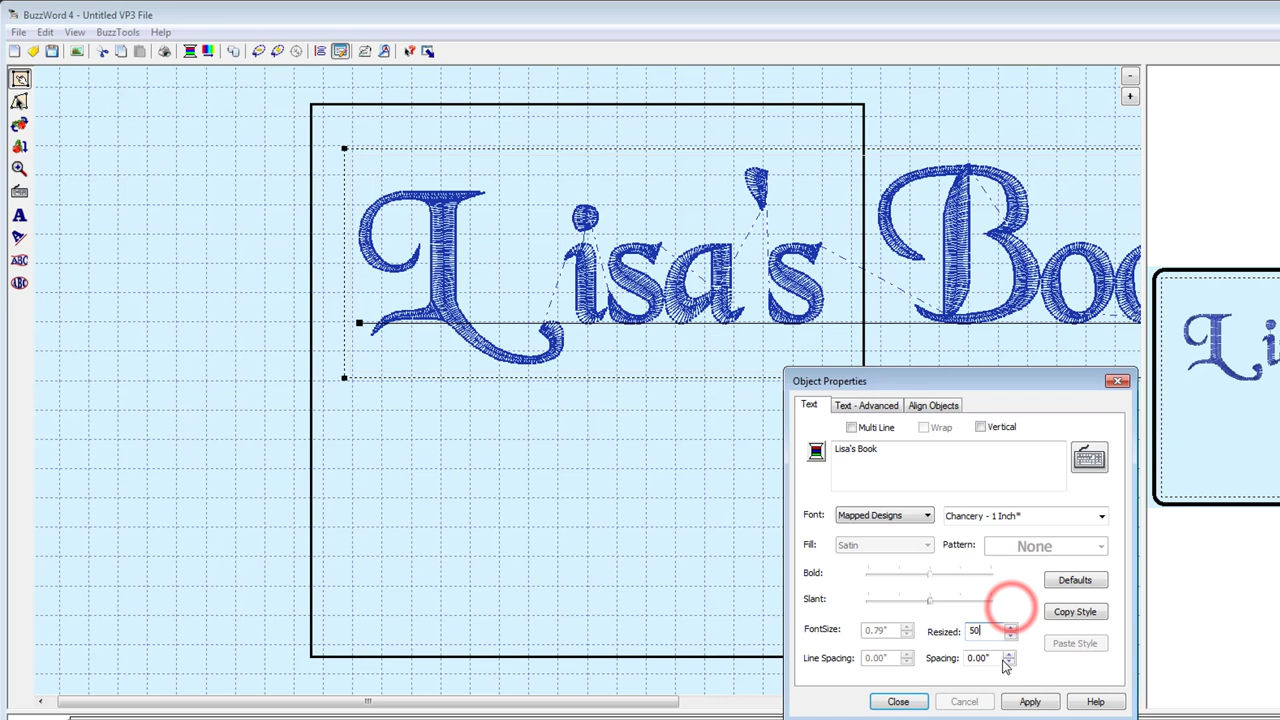 BuzzWord 4 - Untitled VP3 File
File Edit View BuzzTools Help
A
ABC
ABC
-
+
Lisa's Boo
Li
Object Properties
Text Text - Advanced Align Objects
Multi Line Wrap Vertical
Lisa's Book
Font: Mapped Designs Chancery - 1 Inch*
Fill: Satin Pattern: None
Bold:
Defaults
Slant:
Copy Style
FontSize: 0.79" Resized: 50
Paste Style
Line Spacing: 0.00" Spacing: 0.00"
Close Cancel Apply Help